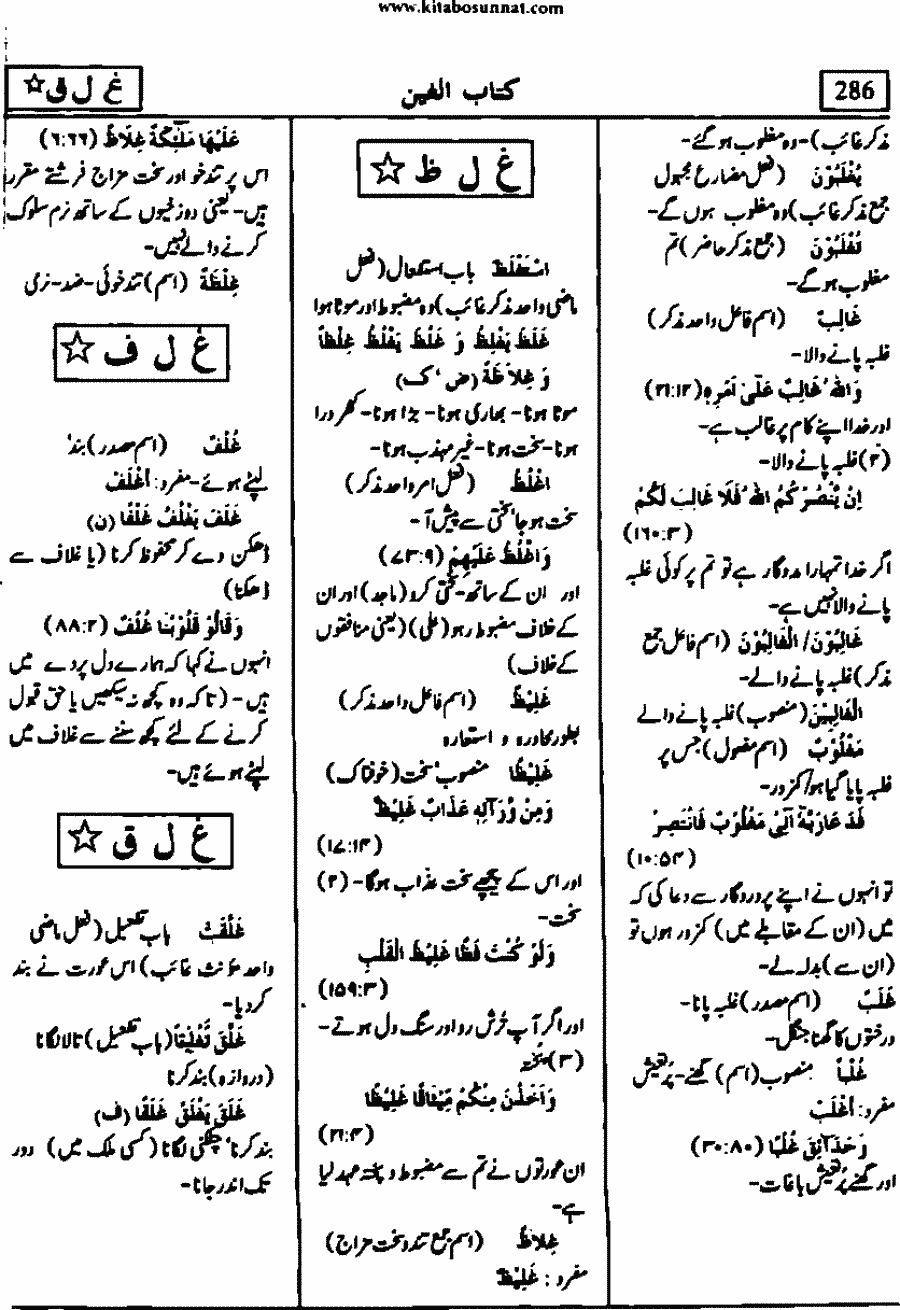 www.kitabosunnat.com
286
کتاب الغین
غ ل ق ☆
مذکر غائب)-وہ مغلوب ہو گئے-
یُغْلَبُوْنَ (فعل مضارع مجہول
جمع مذکر غائب) وہ مغلوب ہوں گے-
تُغْلَبُوْنَ (جمع مذکر حاضر) تم
مغلوب ہو گے-
غَالِبٌ (اسم فاعل واحد مذکر)
غلبہ پانے والا-
وَاللهُ غَالِبٌ عَلٰی اَمْرِہٖ (۲۱:۱۲)
اور خدا اپنے کام پر غالب ہے-
(۲) غلبہ پانے والا-
اِنْ یَّنْصُرْکُمُ اللهُ فَلَا غَالِبَ لَکُمْ
(۱۶۰:۳)
اگر خدا تمہارا مددگار ہے تو تم پر کوئی غلبہ
پانے والا نہیں ہے-
غَالِبُوْنَ/ الْغَالِبُوْنَ (اسم فاعل جمع
مذکر) غلبہ پانے والے-
الْغَالِبِیْنَ (منصوب) غلبہ پانے والے
مَغْلُوْبٌ (اسم مفعول) جس پر
غلبہ پایا گیا ہو/ کمزور-
فَدَعَا رَبَّهٗٓ اَنِّیْ مَغْلُوْبٌ فَانْتَصِرْ
(۱۰:۵۴)
تو انہوں نے اپنے پروردگار سے دعا کی کہ
میں (ان کے مقابلے میں) کمزور ہوں تو
(ان سے) بدلہ لے-
غَلَبٌ (اسم مصدر) غلبہ پانا-
درختوں کا گھنا جنگل-
غُلْباً منصوب (اسم) گھنے-پُرتعیش
مفرد: اَغْلَبُ
وَحَدَآئِقَ غُلْبًا (۳۰:۸۰)
اور گھنے پُرتعیش باغات-
غ ل ظ ☆
اسْتَغْلَظَ باب استفعال (فعل
ماضی واحد مذکر غائب) وہ مضبوط اور موٹا ہوا
غَلَظَ یَغْلِظُ وَ غَلُظَ یَغْلُظُ غِلْظاً
وَ غِلَاظَةً (ض' ک)
موٹا ہونا- بھاری ہونا- بڑا ہونا- کھردرا
ہونا-سخت ہونا-غیر مہذب ہونا-
اغْلُظْ (فعل امر واحد مذکر)
سخت ہو جا' سختی سے پیش آ-
وَاغْلُظْ عَلَیْهِمْ (۷۳:۹)
اور ان کے ساتھ-سختی کرو (ماجد) اور ان
کے خلاف مضبوط رہو (علی) (یعنی منافقوں
کے خلاف)
غَلِیْظٌ (اسم فاعل واحد مذکر)
بطور محاورہ و استعارہ
غَلِیْظًا منصوب' سخت (خوفناک)
وَمِنْ وَّرَآئِهٖ عَذَابٌ غَلِیْظٌ
(۱۷:۱۴)
اور اس کے پیچھے سخت عذاب ہوگا- (۲)
سخت-
وَلَوْ کُنْتَ فَظًّا غَلِیْظَ الْقَلْبِ
(۱۵۹:۳)
اور اگر آپ تُرش رو اور سنگ دل ہوتے-
(۳) پختہ
وَاَخَذْنَ مِنْکُمْ مِّیْثَاقًا غَلِیْظًا
(۲۱:۴)
ان عورتوں نے تم سے مضبوط و پختہ عہد لیا
ہے-
غِلَاظٌ (اسم جمع تند و سخت مزاج)
مفرد: غَلِیْظٌ
عَلَیْهَا مَلٰٓئِکَةٌ غِلَاظٌ (۶:۶۶)
اس پر تندخو اور سخت مزاج فرشتے مقرر
ہیں- یعنی دوزخیوں کے ساتھ نرم سلوک
کرنے والے نہیں-
غِلْظَةً (اسم) تند خوئی-ضد-نری
غ ل ف ☆
غُلْفٌ (اسم مصدر) بند'
لپٹے ہوئے-مفرد: اَغْلَفُ
غَلَفَ یَغْلُفُ غَلْفًا (ن)
ڈھکن دے کر محفوظ کرنا (یا غلاف سے
ڈھکنا)
وَقَالُوْ قُلُوْبُنَا غُلْفٌ (۸۸:۲)
انہوں نے کہا کہ ہمارے دل پردے میں
ہیں- (تا کہ وہ کچھ نہ سیکھیں یا حق قبول
کرنے کے لئے کچھ سننے سے غلاف میں
لپٹے ہوئے ہیں-
غ ل ق ☆
غَلَّقَتْ باب تفعیل (فعل ماضی
واحد مؤنث غائب) اس عورت نے بند
کر دیا-
غَلَّقَ تَغْلِیْقاً (باب تفعیل) تالا لگانا
(دروازہ) بند کرنا
غَلَقَ یَغْلَقُ غَلْقًا (ف)
بند کرنا' چٹخنی لگانا (کسی ملک میں) دور
تک اندر جانا-